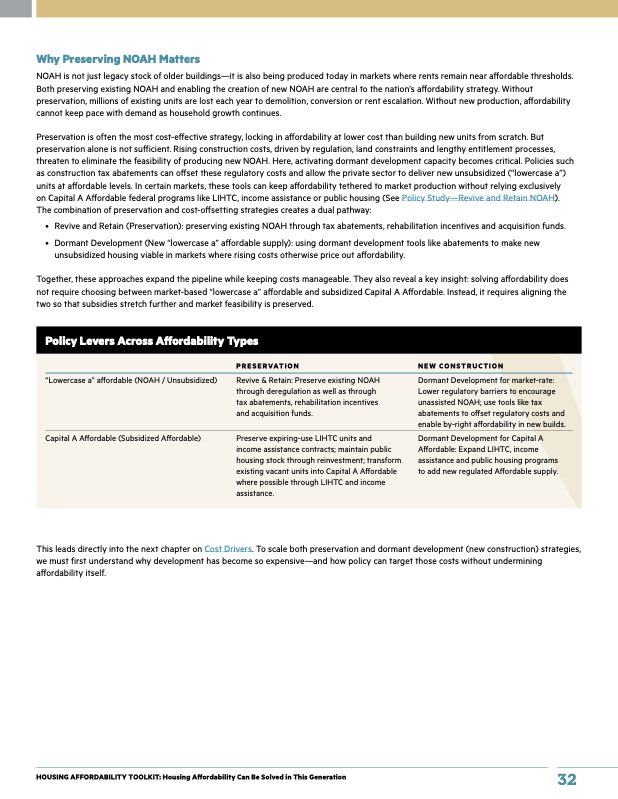 Why Preserving NOAH Matters
NOAH is not just legacy stock of older buildings—it is also being produced today in markets where rents remain near affordable thresholds.
Both preserving existing NOAH and enabling the creation of new NOAH are central to the nation's affordability strategy. Without
preservation, millions of existing units are lost each year to demolition, conversion or rent escalation. Without new production, affordability
cannot keep pace with demand as household growth continues.
Preservation is often the most cost-effective strategy, locking in affordability at lower cost than building new units from scratch. But
preservation alone is not sufficient. Rising construction costs, driven by regulation, land constraints and lengthy entitlement processes,
threaten to eliminate the feasibility of producing new NOAH. Here, activating dormant development capacity becomes critical. Policies such
as construction tax abatements can offset these regulatory costs and allow the private sector to deliver new unsubsidized ("lowercase a")
units at affordable levels. In certain markets, these tools can keep affordability tethered to market production without relying exclusively
on Capital A Affordable federal programs like LIHTC, income assistance or public housing (See Policy Study—Revive and Retain NOAH).
The combination of preservation and cost-offsetting strategies creates a dual pathway:
• Revive and Retain (Preservation): preserving existing NOAH through tax abatements, rehabilitation incentives and acquisition funds.
• Dormant Development (New "lowercase a" affordable supply): using dormant development tools like abatements to make new
unsubsidized housing viable in markets where rising costs otherwise price out affordability.
Together, these approaches expand the pipeline while keeping costs manageable. They also reveal a key insight: solving affordability does
not require choosing between market-based "lowercase a" affordable and subsidized Capital A Affordable. Instead, it requires aligning the
two so that subsidies stretch further and market feasibility is preserved.
Policy Levers Across Affordability Types
PRESERVATION
NEW CONSTRUCTION
"Lowercase a" affordable (NOAH / Unsubsidized)
Revive & Retain: Preserve existing NOAH
through deregulation as well as through
tax abatements, rehabilitation incentives
and acquisition funds.
Dormant Development for market-rate:
Lower regulatory barriers to encourage
unassisted NOAH; use tools like tax
abatements to offset regulatory costs and
enable by-right affordability in new builds.
Capital A Affordable (Subsidized Affordable)
Preserve expiring-use LIHTC units and
income assistance contracts; maintain public
housing stock through reinvestment; transform
existing vacant units into Capital A Affordable
where possible through LIHTC and income
assistance.
Dormant Development for Capital A
Affordable: Expand LIHTC, income
assistance and public housing programs
to add new regulated Affordable supply.
This leads directly into the next chapter on Cost Drivers. To scale both preservation and dormant development (new construction) strategies,
we must first understand why development has become so expensive—and how policy can target those costs without undermining
affordability itself.
HOUSING AFFORDABILITY TOOLKIT: Housing Affordability Can Be Solved in This Generation
32